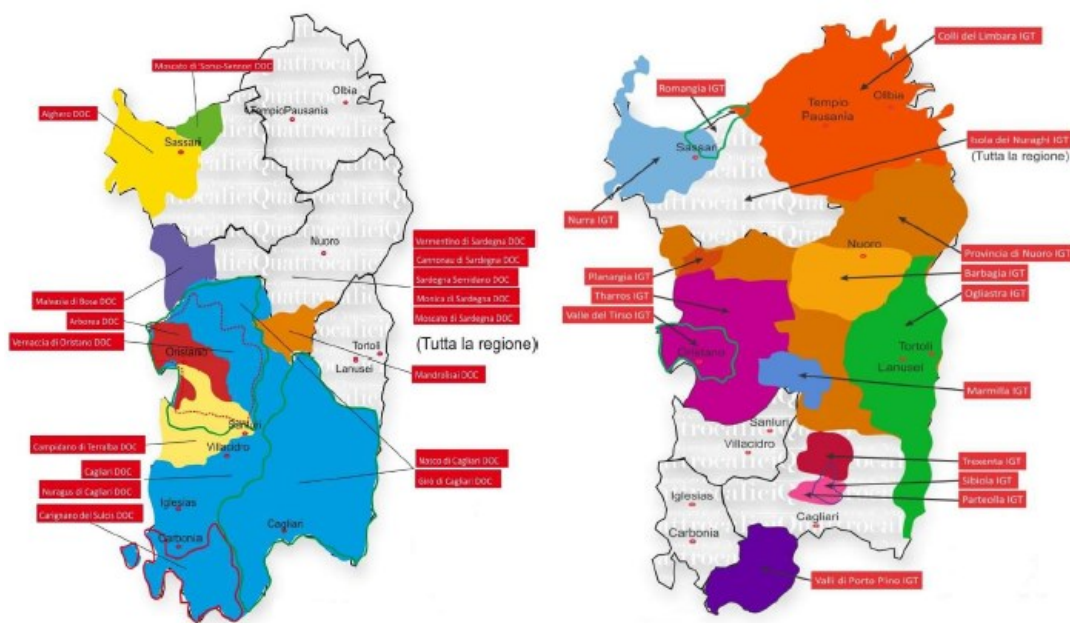 Moscato di Sorso-Sennori DOC
Alghero DOC
Sassari
Olbia
TempioPausania
Nuoro
Vermentino di Sardegna DOC
Cannonau di Sardegna DOC
Sardegna Semidano DOC
Monica di Sardegna DOC
Moscato di Sardegna DOC
(Tutta la regione)
Malvasia di Bosa DOC
Arborea DOC
Vernaccia di Oristano DOC
Oristano
Tortoli
Lanusei
Mandrolisai DOC
Campidano di Terralba DOC
Sanluri
Villacidro
Cagliari DOC
Nuragus di Cagliari DOC
Carignano del Sulcis DOC
Nasco di Cagliari DOC
Girò di Cagliari DOC
Iglesias
Carbonia
Cagliari
QuattrocaliciQuattrocalici
Colli del Limbara IGT
Romangia IGT
Tempio
Pausania
Olbia
Sassari
Isola dei Nuraghi IGT
(Tutta la regione)
Nurra IGT
Nuoro
Provincia di Nuoro IGT
Planargia IGT
Barbagia IGT
Tharros IGT
Ogliastra IGT
Valle del Tirso IGT
Oristano
Tortoli
Lanusei
Marmilla IGT
Sanluri
Villacidro
Trexenta IGT
Sibiola IGT
Parteolla IGT
Iglesias
Cagliari
Carbonia
Valli di Porto Pino IGT